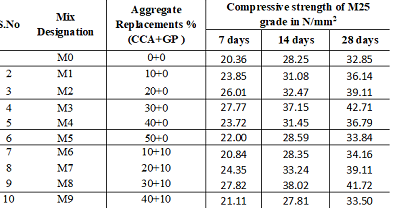 S.No Mix Designation Aggregate Replacements % (CCA+GP ) Compressive strength of M25 grade in N/mm²
7 days 14 days 28 days
M0 0+0 20.36 28.25 32.85
2 M1 10+0 23.85 31.08 36.14
3 M2 20+0 26.01 32.47 39.11
4 M3 30+0 27.77 37.15 42.71
5 M4 40+0 23.72 31.45 36.79
6 M5 50+0 22.00 28.59 33.84
7 M6 10+10 20.84 28.35 34.16
8 M7 20+10 24.35 33.24 39.11
9 M8 30+10 27.82 38.02 41.72
10 M9 40+10 21.11 27.81 33.50